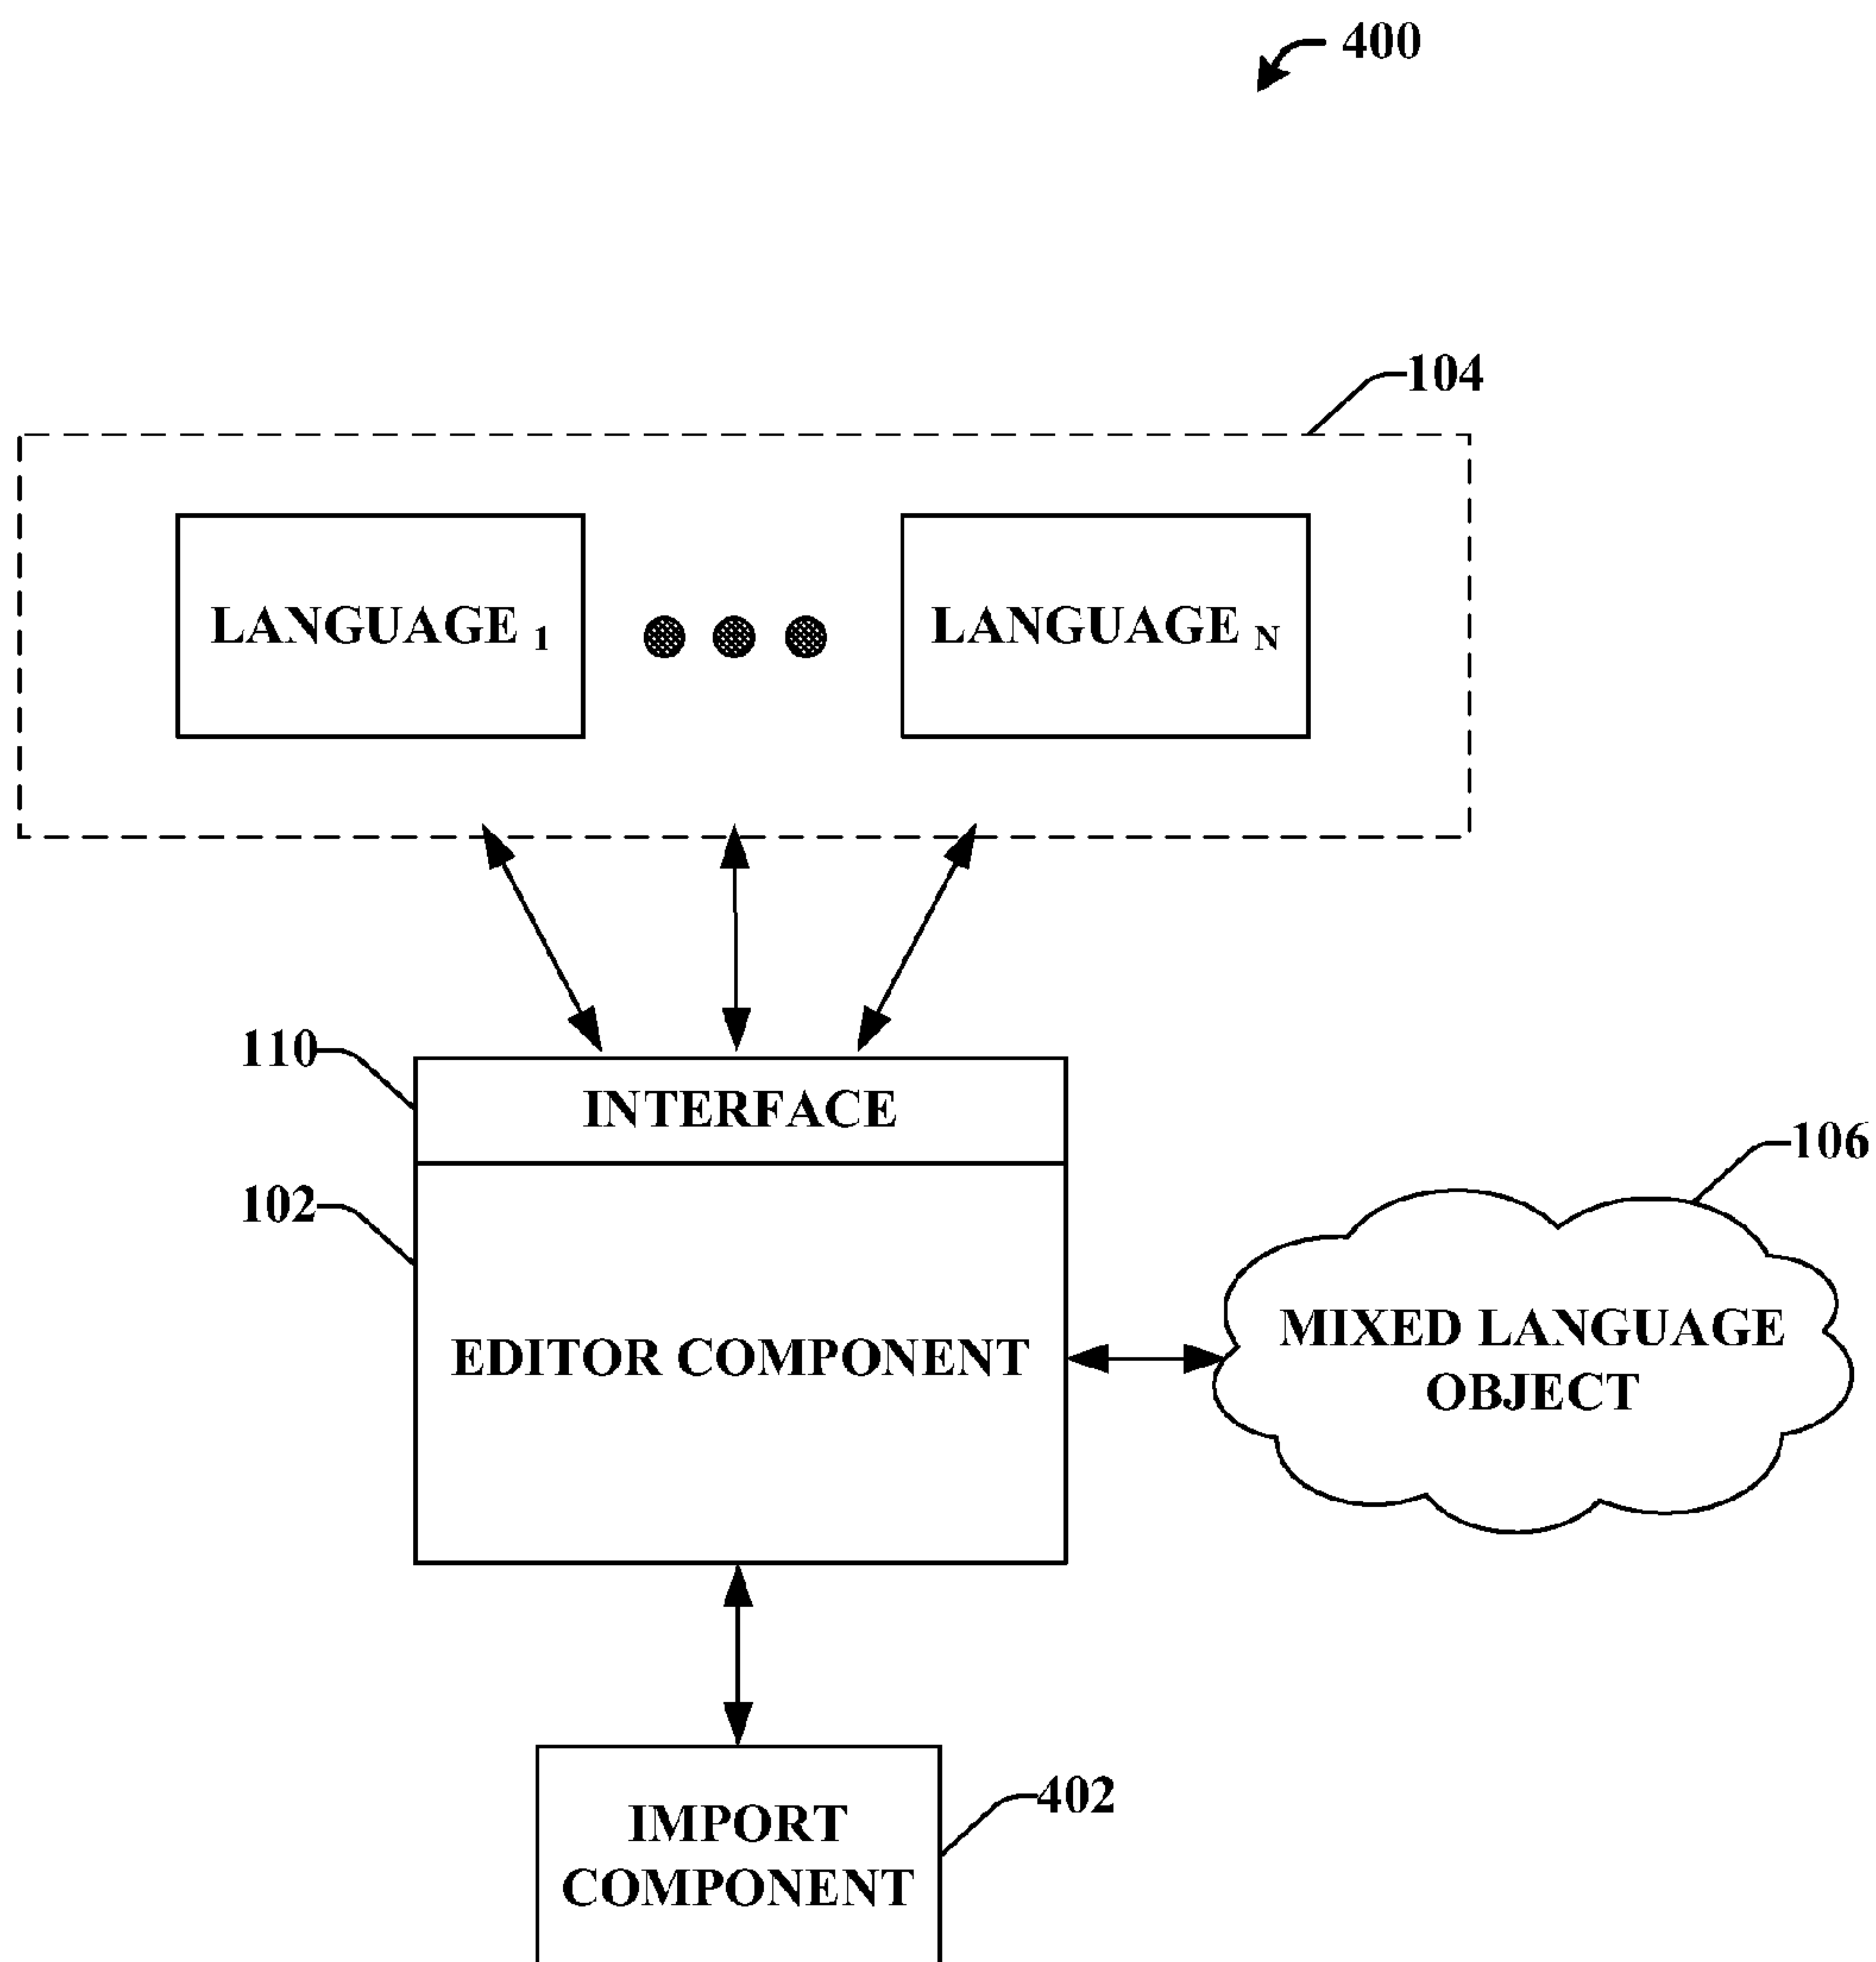 400
104
LANGUAGE 1
LANGUAGE N
110
INTERFACE
102
106
EDITOR COMPONENT
MIXED LANGUAGE
OBJECT
402
IMPORT
COMPONENT